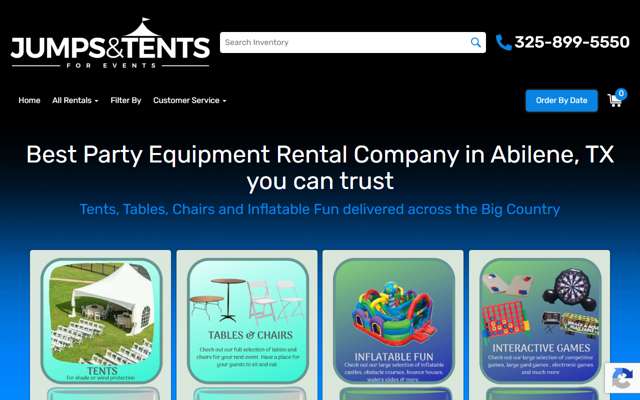 JUMPS&TENTS
FOR EVENTS
Search Inventory
325-899-5550
Home
All Rentals
Filter By
Customer Service
Order By Date
0
Best Party Equipment Rental Company in Abilene, TX
you can trust
Tents, Tables, Chairs and Inflatable Fun delivered across the Big Country
TENTS
For shade or wind protection
TABLES & CHAIRS
Check out our full selection of tables and
chairs for your next event. Have a place for
your guests to sit and eat.
INFLATABLE FUN
Check out our large selection of inflatable
castles, obstacle courses, bounce houses,
waters slides & more.
INTERACTIVE GAMES
Check out our large selection of competitive
games, large yard games, electronic games
and much more